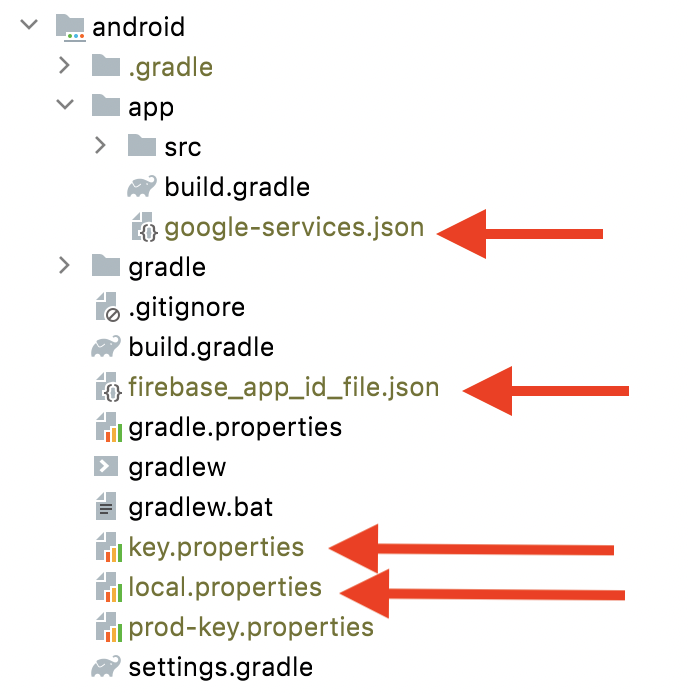 android
.gradle
app
src
build.gradle
google-services.json
gradle
.gitignore
build.gradle
firebase_app_id_file.json
gradle.properties
gradlew
gradlew.bat
key.properties
local.properties
prod-key.properties
settings.gradle